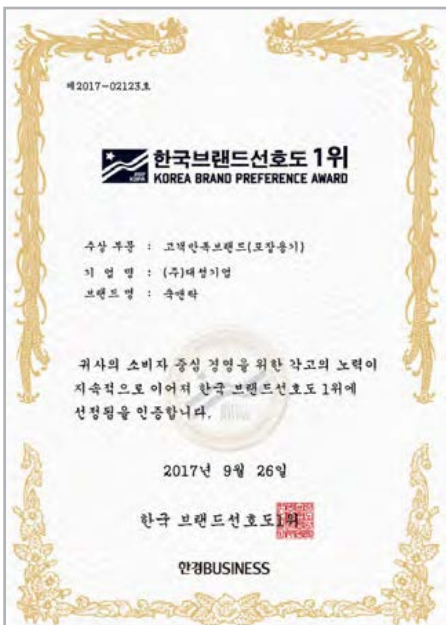 제2017-02123호
한국브랜드선호도 1위
KOREA BRAND PREFERENCE AWARD
수상 부문 : 고객만족브랜드(포장용기)
기 업 명 : (주)대성기업
브랜드 명 : 쿡앤락
귀사의 소비자 중심 경영을 위한 각고의 노력이
지속적으로 이어져 한국 브랜드선호도 1위에
선정됨을 인증합니다.
2017년 9월 26일
한국 브랜드선호도1위
한경BUSINESS